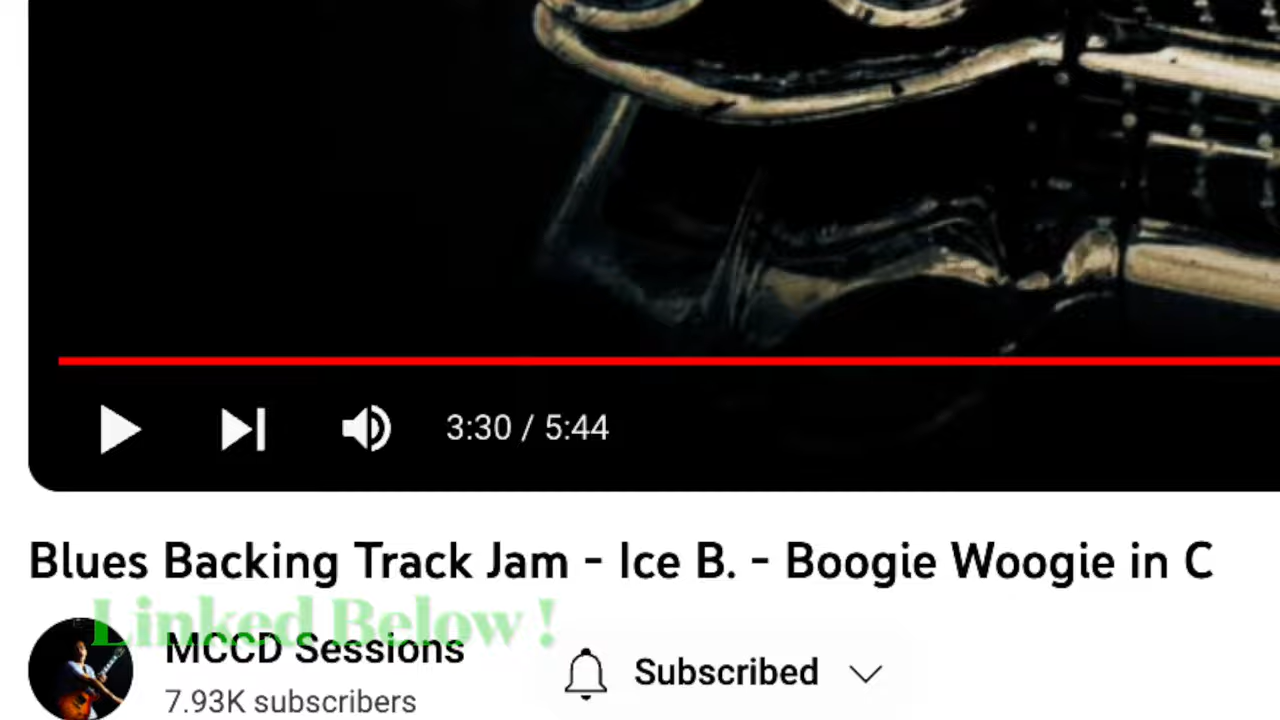 3:30 / 5:44
Blues Backing Track Jam - Ice B. - Boogie Woogie in C
Linked Below !
MCCD Sessions
Subscribed
7.93K subscribers